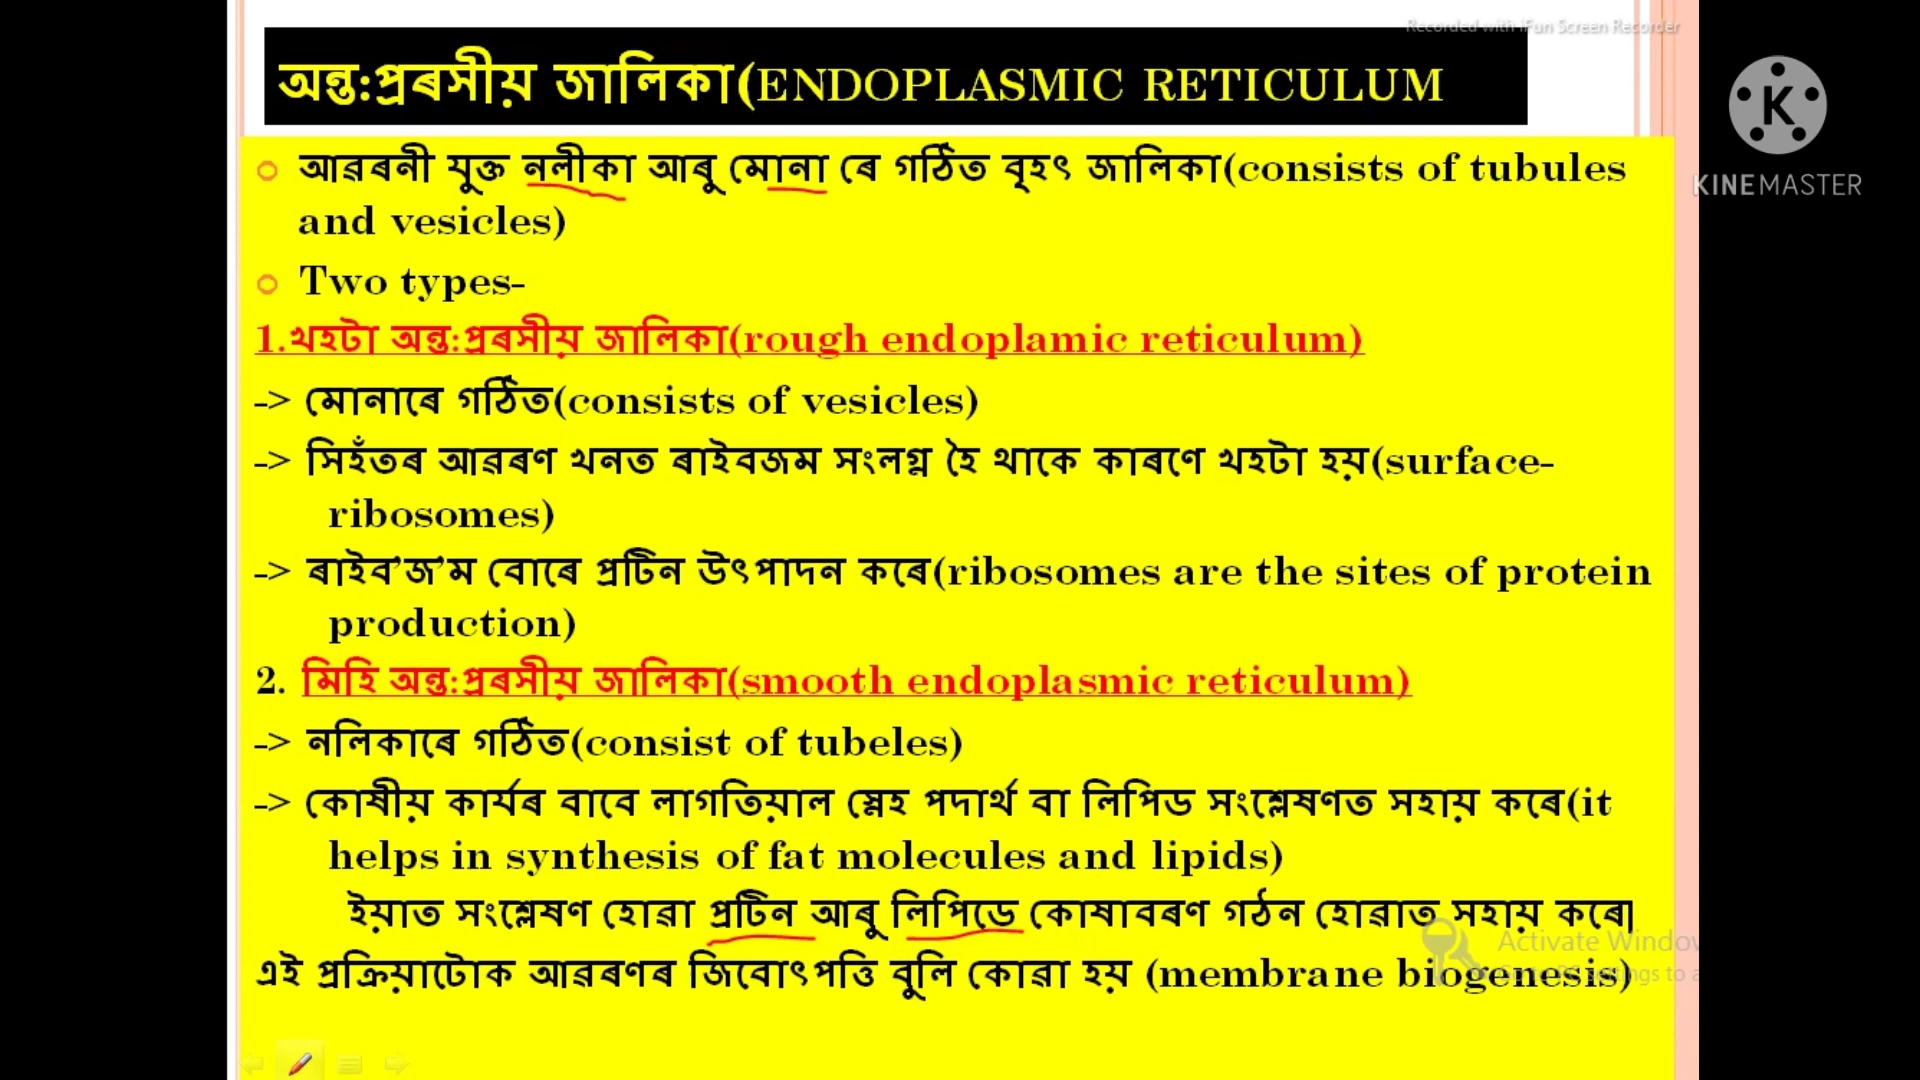 Recorded with iFun Screen Recorder
অন্ত:প্ৰৰসীয় জালিকা(ENDOPLASMIC RETICULUM
K
KINEMASTER
আৱৰনী যুক্ত নলীকা আৰু মোনা ৰে গঠিত বৃহৎ জালিকা(consists of tubules
and vesicles)
Two types-
1.খহটা অন্ত:প্ৰৰসীয় জালিকা(rough endoplamic reticulum)
-> মোনাৰে গঠিত(consists of vesicles)
-> সিহঁতৰ আৱৰণ খনত ৰাইবজম সংলগ্ন হৈ থাকে কাৰণে খহটা হয়(surface-
ribosomes)
-> ৰাইব’জ’ম বোৰে প্ৰটিন উৎপাদন কৰে(ribosomes are the sites of protein
production)
2. মিহি অন্ত:প্ৰৰসীয় জালিকা(smooth endoplasmic reticulum)
-> নলিকাৰে গঠিত(consist of tubeles)
-> কোষীয় কাৰ্যৰ বাবে লাগতিয়াল স্নেহ পদাৰ্থ বা লিপিড সংশ্লেষণত সহায় কৰে(it
helps in synthesis of fat molecules and lipids)
ইয়াত সংশ্লেষণ হোৱা প্ৰটিন আৰু লিপিডে কোষাবৰণ গঠন হোৱাত সহায় কৰে|
Activate Window
এই প্ৰক্ৰিয়াটোক আৱৰণৰ জিবোৎপত্তি বুলি কোৱা হয় (membrane biogenesis)